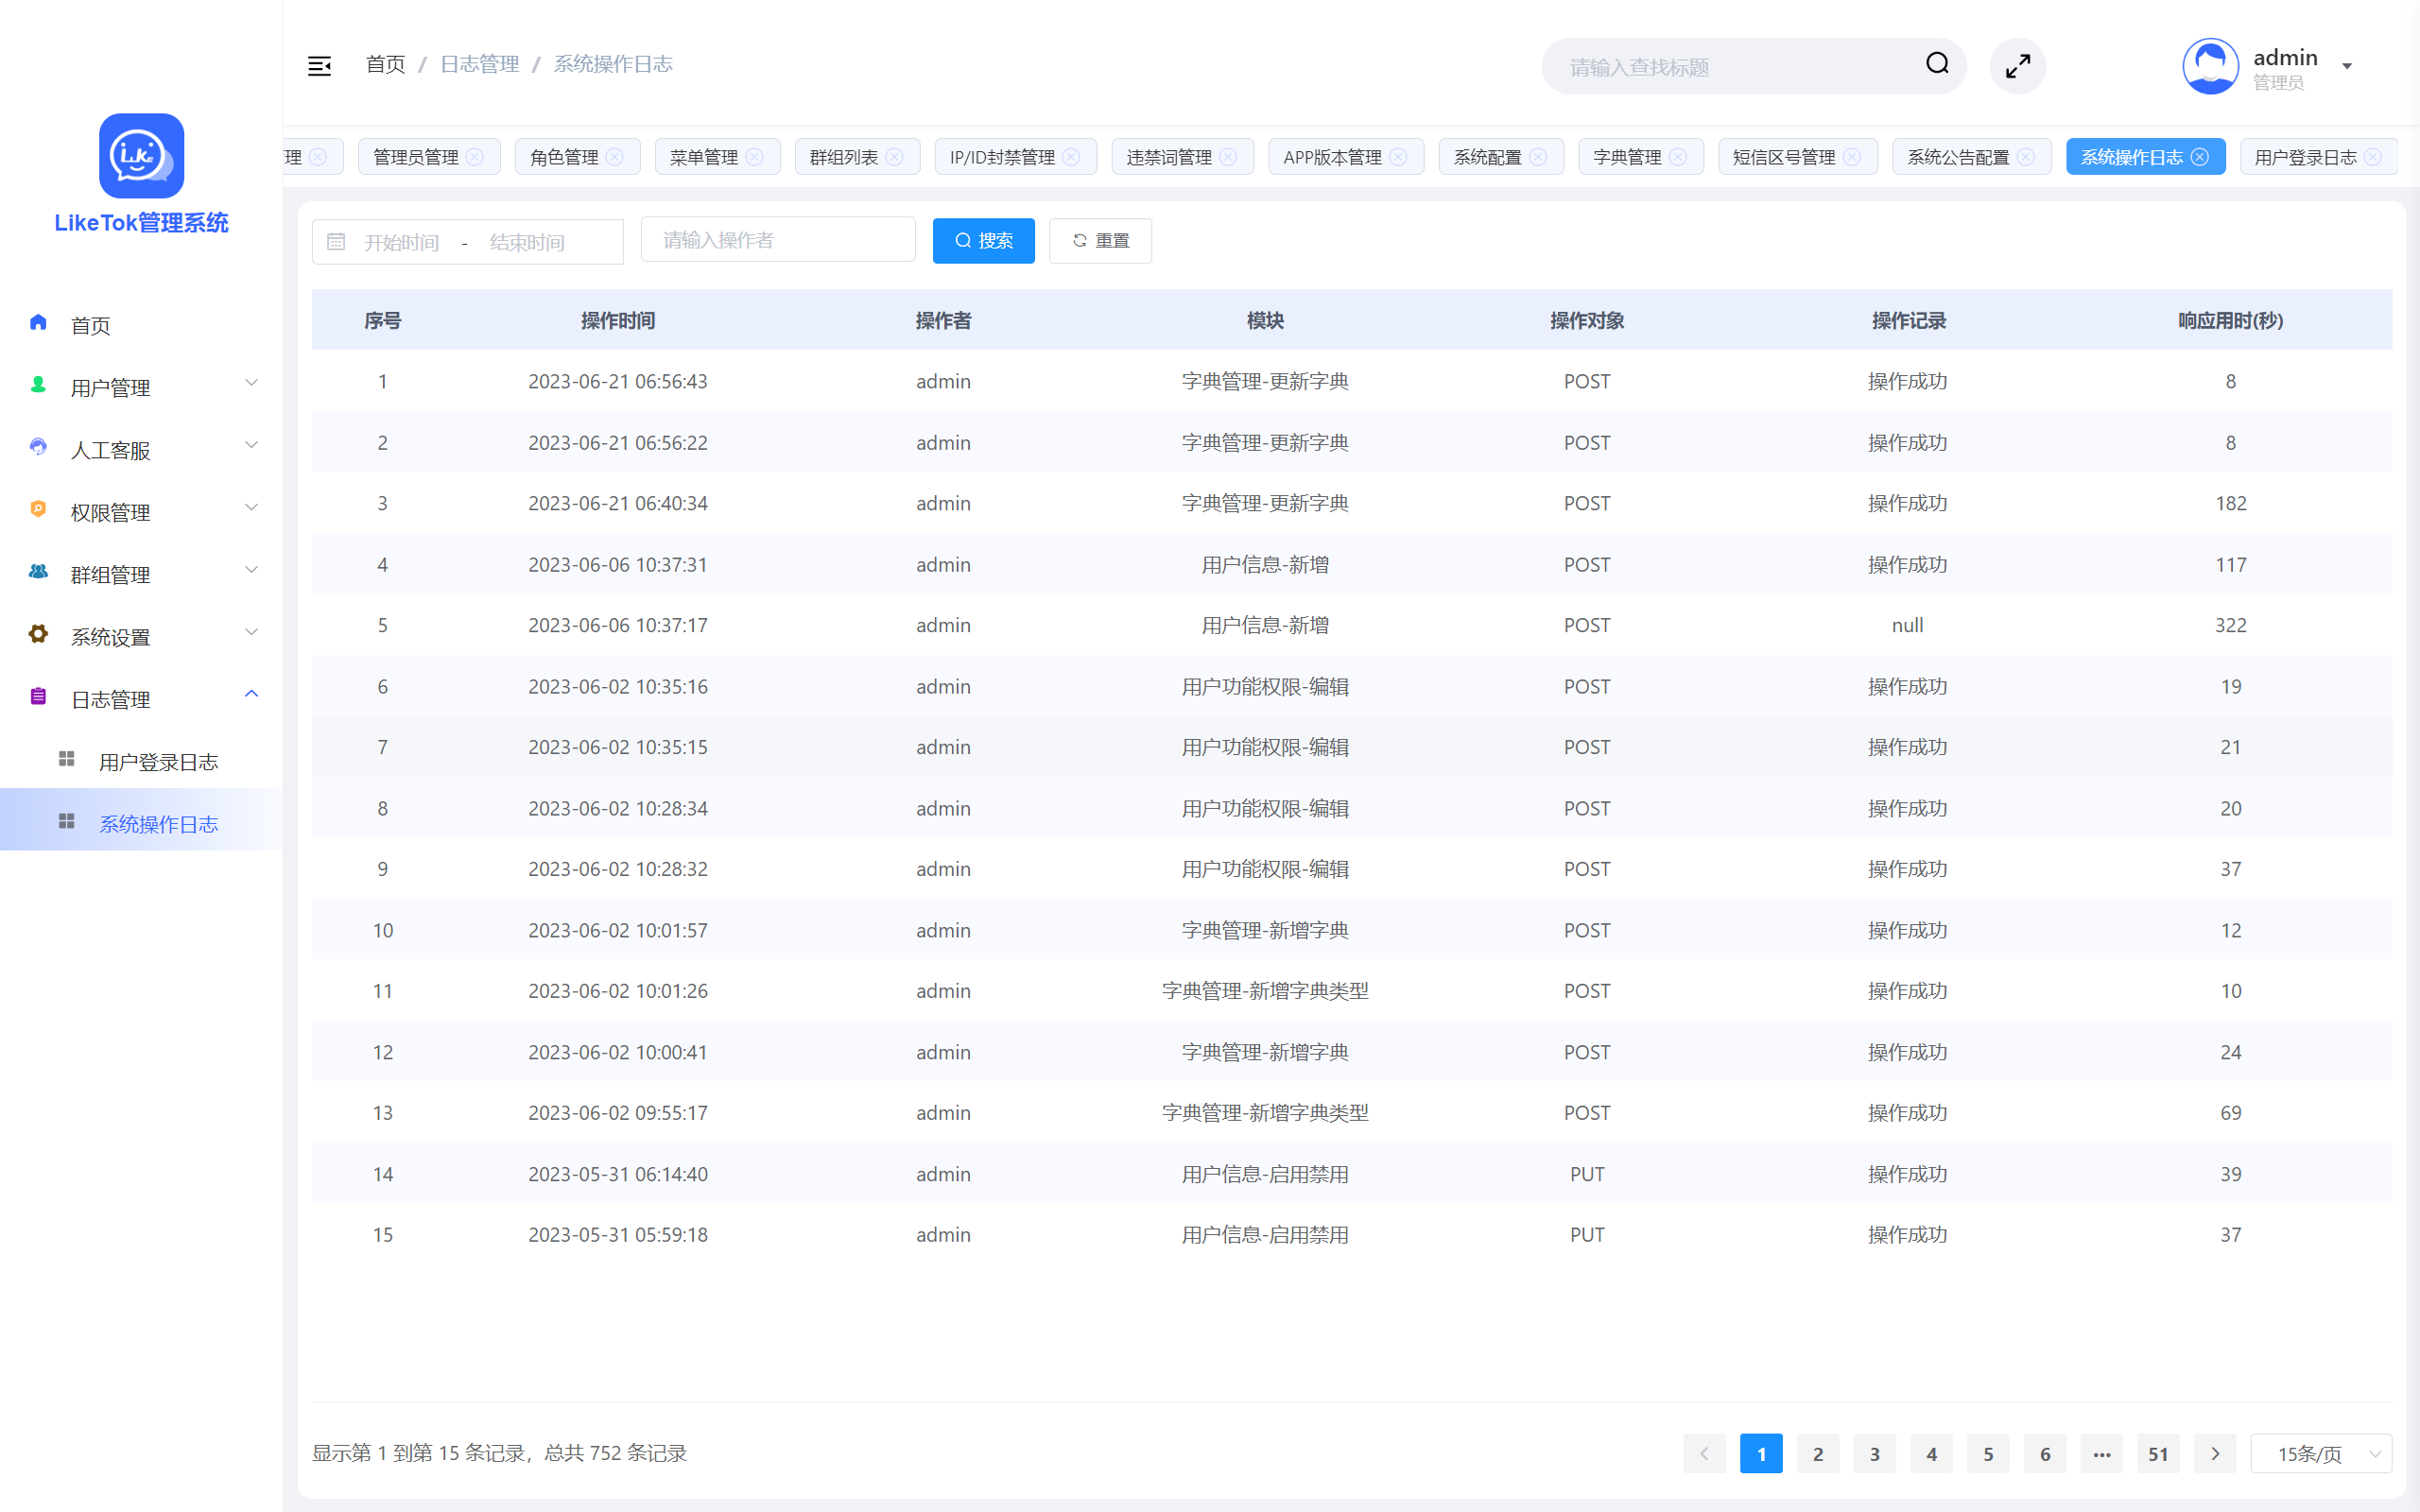 LikeTok管理系统
首页
用户管理
人工客服
权限管理
群组管理
系统设置
日志管理
用户登录日志
系统操作日志
首页 / 日志管理 / 系统操作日志
请输入查找标题
admin
管理员
理 管理员管理 角色管理 菜单管理 群组列表 IP/ID封禁管理 违禁词管理 APP版本管理 系统配置 字典管理 短信区号管理 系统公告配置 系统操作日志 用户登录日志
开始时间 - 结束时间 请输入操作者 搜索 重置
序号 操作时间 操作者 模块 操作对象 操作记录 响应用时(秒)
1 2023-06-21 06:56:43 admin 字典管理-更新字典 POST 操作成功 8
2 2023-06-21 06:56:22 admin 字典管理-更新字典 POST 操作成功 8
3 2023-06-21 06:40:34 admin 字典管理-更新字典 POST 操作成功 182
4 2023-06-06 10:37:31 admin 用户信息-新增 POST 操作成功 117
5 2023-06-06 10:37:17 admin 用户信息-新增 POST null 322
6 2023-06-02 10:35:16 admin 用户功能权限-编辑 POST 操作成功 19
7 2023-06-02 10:35:15 admin 用户功能权限-编辑 POST 操作成功 21
8 2023-06-02 10:28:34 admin 用户功能权限-编辑 POST 操作成功 20
9 2023-06-02 10:28:32 admin 用户功能权限-编辑 POST 操作成功 37
10 2023-06-02 10:01:57 admin 字典管理-新增字典 POST 操作成功 12
11 2023-06-02 10:01:26 admin 字典管理-新增字典类型 POST 操作成功 10
12 2023-06-02 10:00:41 admin 字典管理-新增字典 POST 操作成功 24
13 2023-06-02 09:55:17 admin 字典管理-新增字典类型 POST 操作成功 69
14 2023-05-31 06:14:40 admin 用户信息-启用禁用 PUT 操作成功 39
15 2023-05-31 05:59:18 admin 用户信息-启用禁用 PUT 操作成功 37
显示第 1 到第 15 条记录，总共 752 条记录
1 2 3 4 5 6 ••• 51 15条/页